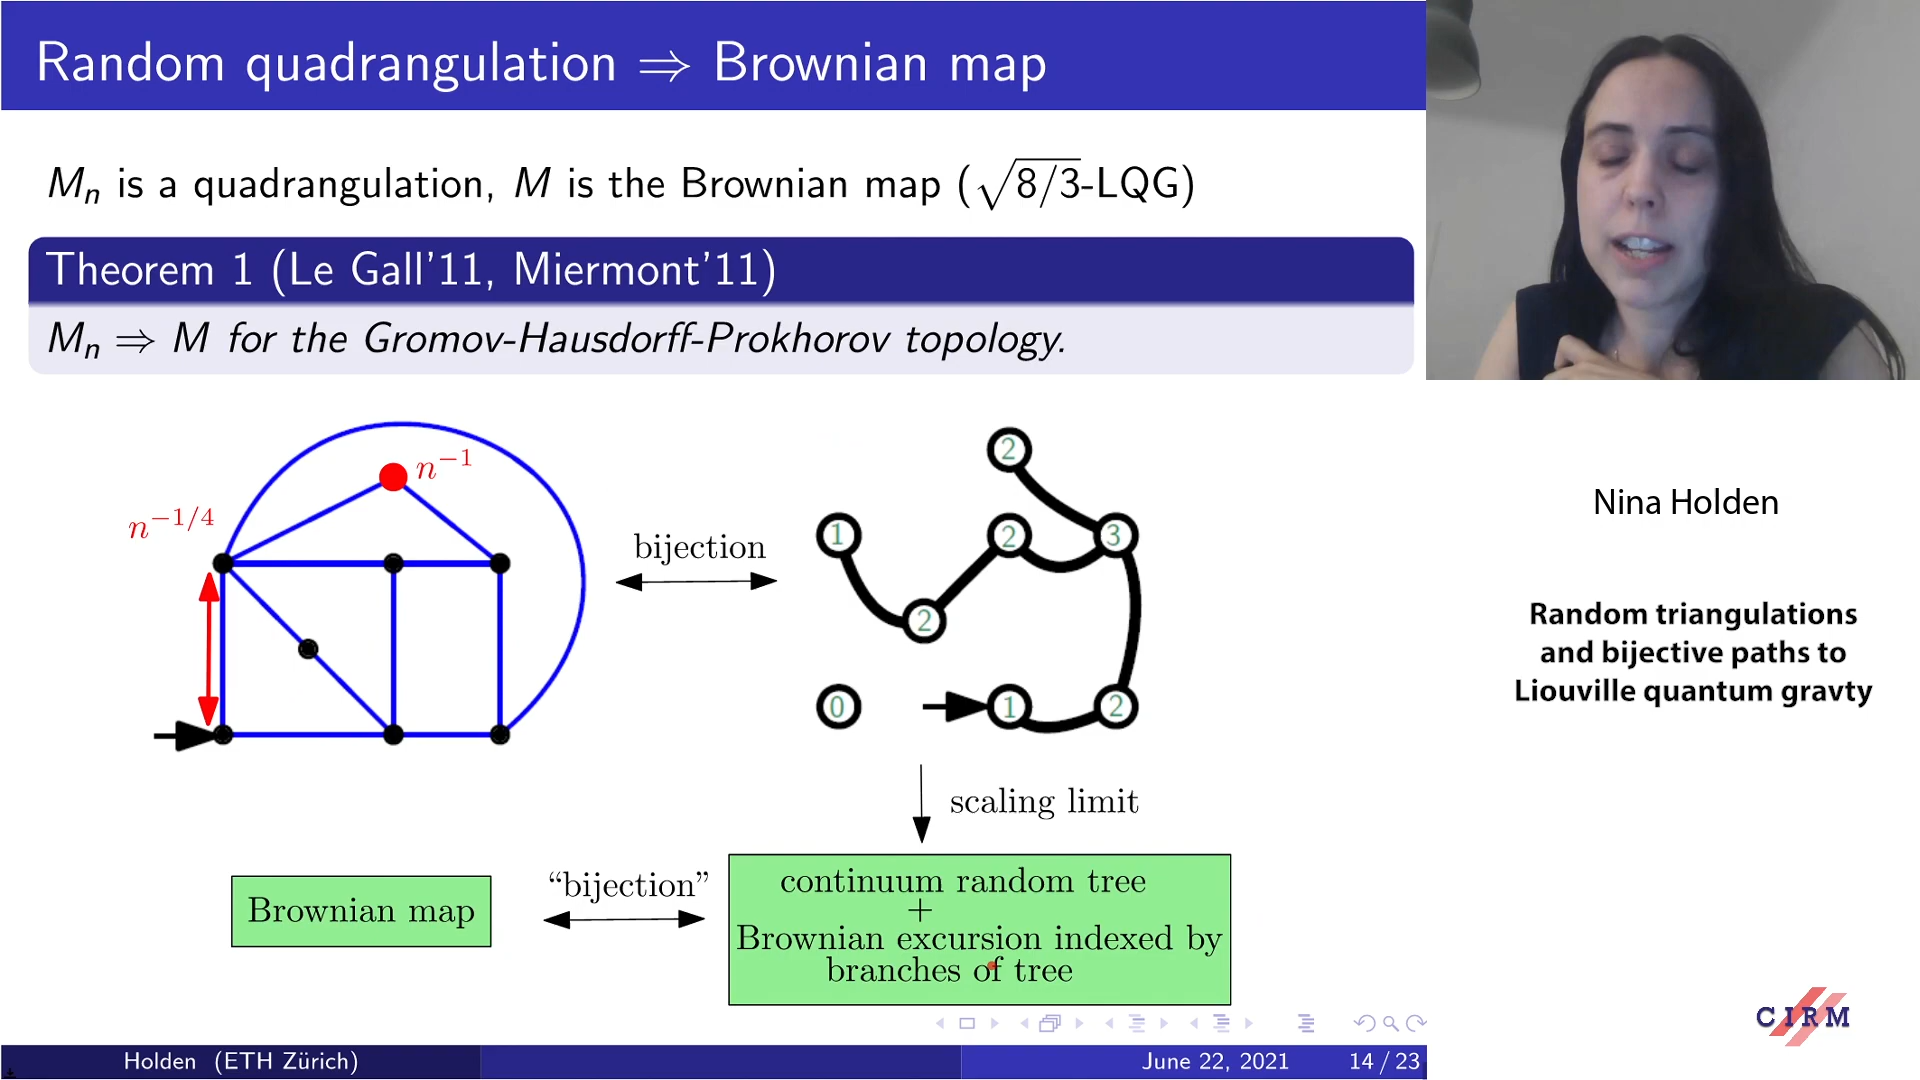 Random quadrangulation ⇒ Brownian map
Mₙ is a quadrangulation, M is the Brownian map (√8/3-LQG)
Theorem 1 (Le Gall'11, Miermont'11)
Mₙ ⇒ M for the Gromov-Hausdorff-Prokhorov topology.
n⁻¹
n⁻¹/⁴
bijection
2
1
2
3
2
0
1
2
scaling limit
Brownian map
“bijection”
continuum random tree
+
Brownian excursion indexed by
branches of tree
Holden (ETH Zürich)
June 22, 2021
14 / 23
Nina Holden
Random triangulations
and bijective paths to
Liouville quantum gravty
CIRM